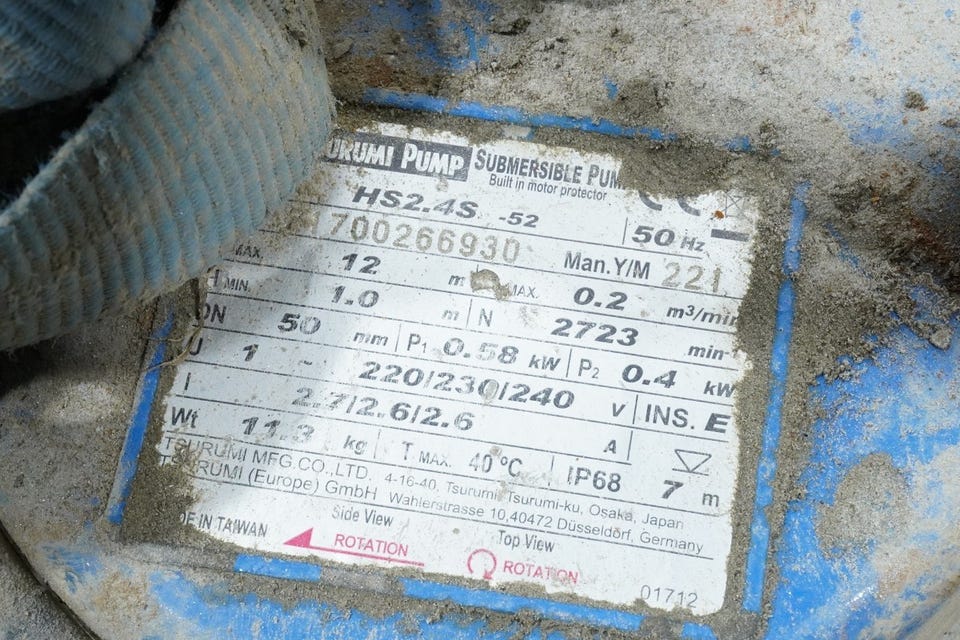 URUMI PUMP SUBMERSIBLE PUM
Built in motor protector
HS2.4S -52 50 Hz
1700266930 Man.Y/M 221
MAX. 12 m MAX. 0.2 m³/min
H MIN. 1.0 m N 2723 min-
DN 50 mm P1 0.58 kW P2 0.4 kW
U 1 ~ 220/230/240 V INS. E
I 2.7/2.6/2.6 A
Wt 11.3 kg T MAX. 40 °C IP68 7 m
TSURUMI MFG.CO., LTD. 4-16-40, Tsurumi, Tsurumi-ku, Osaka, Japan
TSURUMI (Europe) GmbH Wahlerstrasse 10,40472 Düsseldorf, Germany
DE IN TAIWAN Side View Top View
ROTATION ROTATION
01712